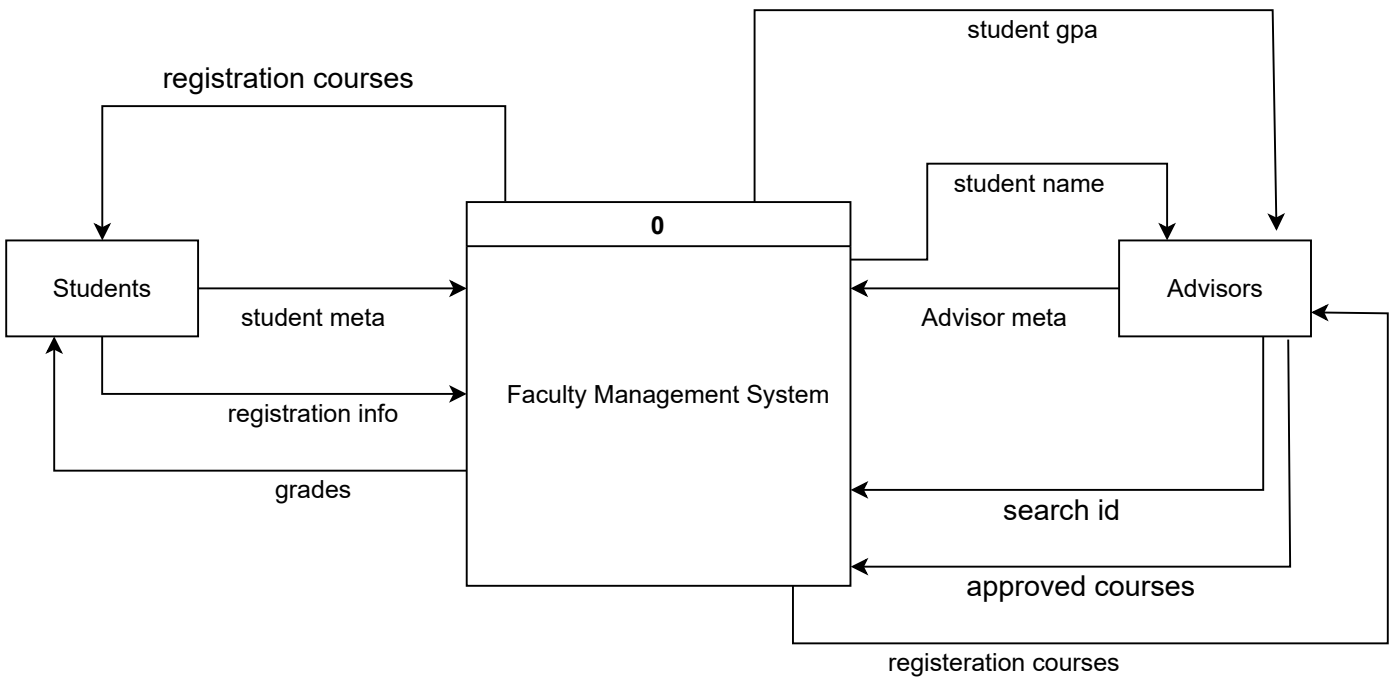 student gpa
registration courses
student name
0
Students
Advisors
student meta
Advisor meta
Faculty Management System
registration info
grades
search id
approved courses
registeration courses